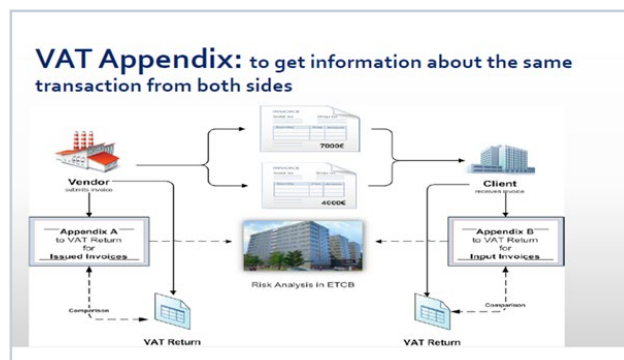 VAT Appendix: to get information about the same
transaction from both sides
INVOICE
7000€
INVOICE
4000€
Vendor
submits invoice
Client
receives invoice
Appendix A
to VAT Return
for
Issued Invoices
Appendix B
to VAT Return
for
Input Invoices
Risk Analysis in ETCB
Comparison
Comparison
VAT Return
VAT Return